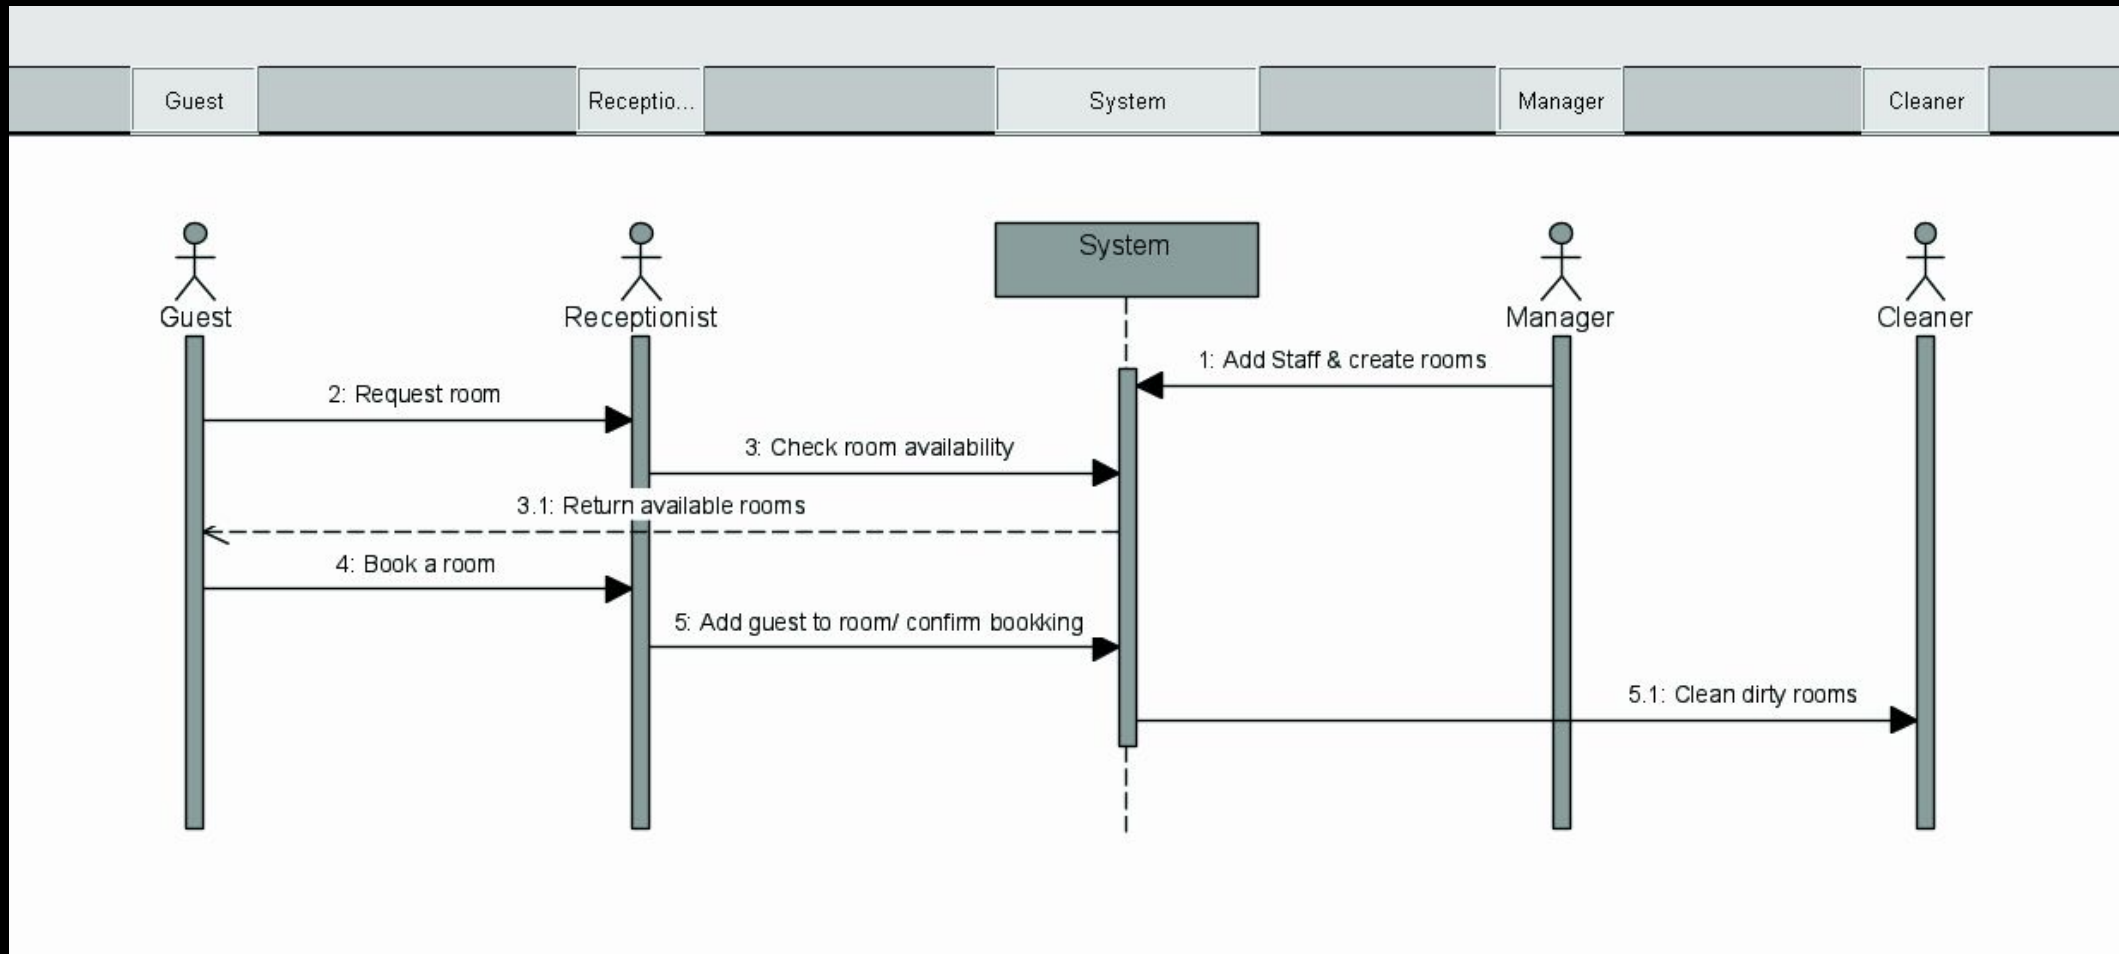 Guest
Receptio...
System
Manager
Cleaner
System
Guest
Receptionist
Manager
Cleaner
1: Add Staff & create rooms
2: Request room
3: Check room availability
3.1: Return available rooms
4: Book a room
5: Add guest to room/ confirm bookking
5.1: Clean dirty rooms